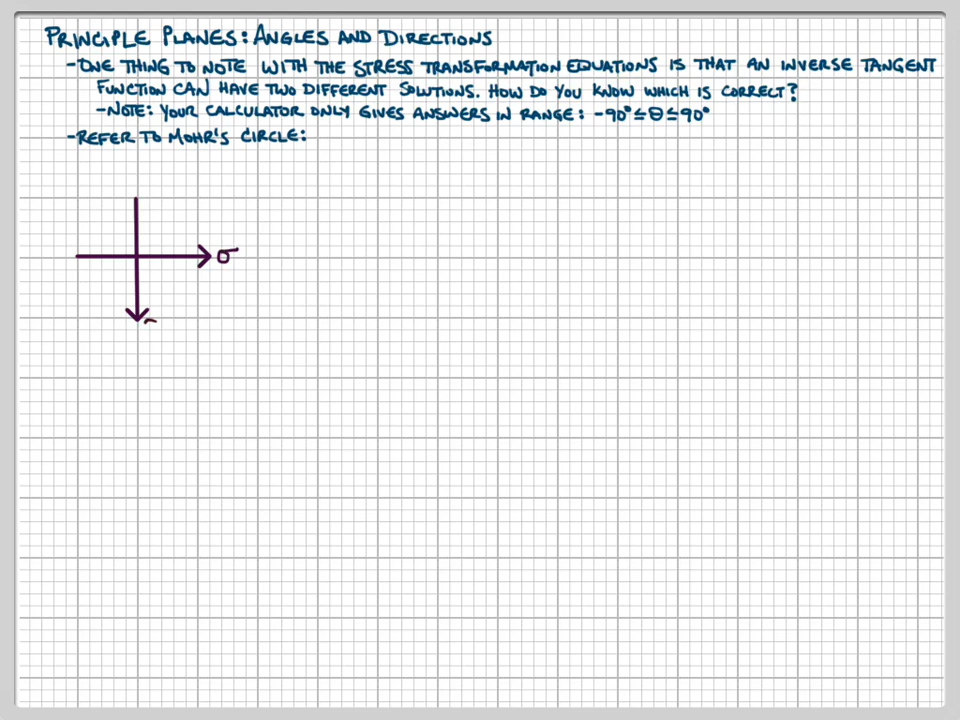 PRINCIPLE PLANES: ANGLES AND DIRECTIONS
-ONE THING TO NOTE WITH THE STRESS TRANSFORMATION EQUATIONS IS THAT AN INVERSE TANGENT
FUNCTION CAN HAVE TWO DIFFERENT SOLUTIONS. HOW DO YOU KNOW WHICH IS CORRECT?
-NOTE: YOUR CALCULATOR ONLY GIVES ANSWERS IN RANGE: -90° ≤ θ ≤ 90°
-REFER TO MOHR'S CIRCLE:
σ